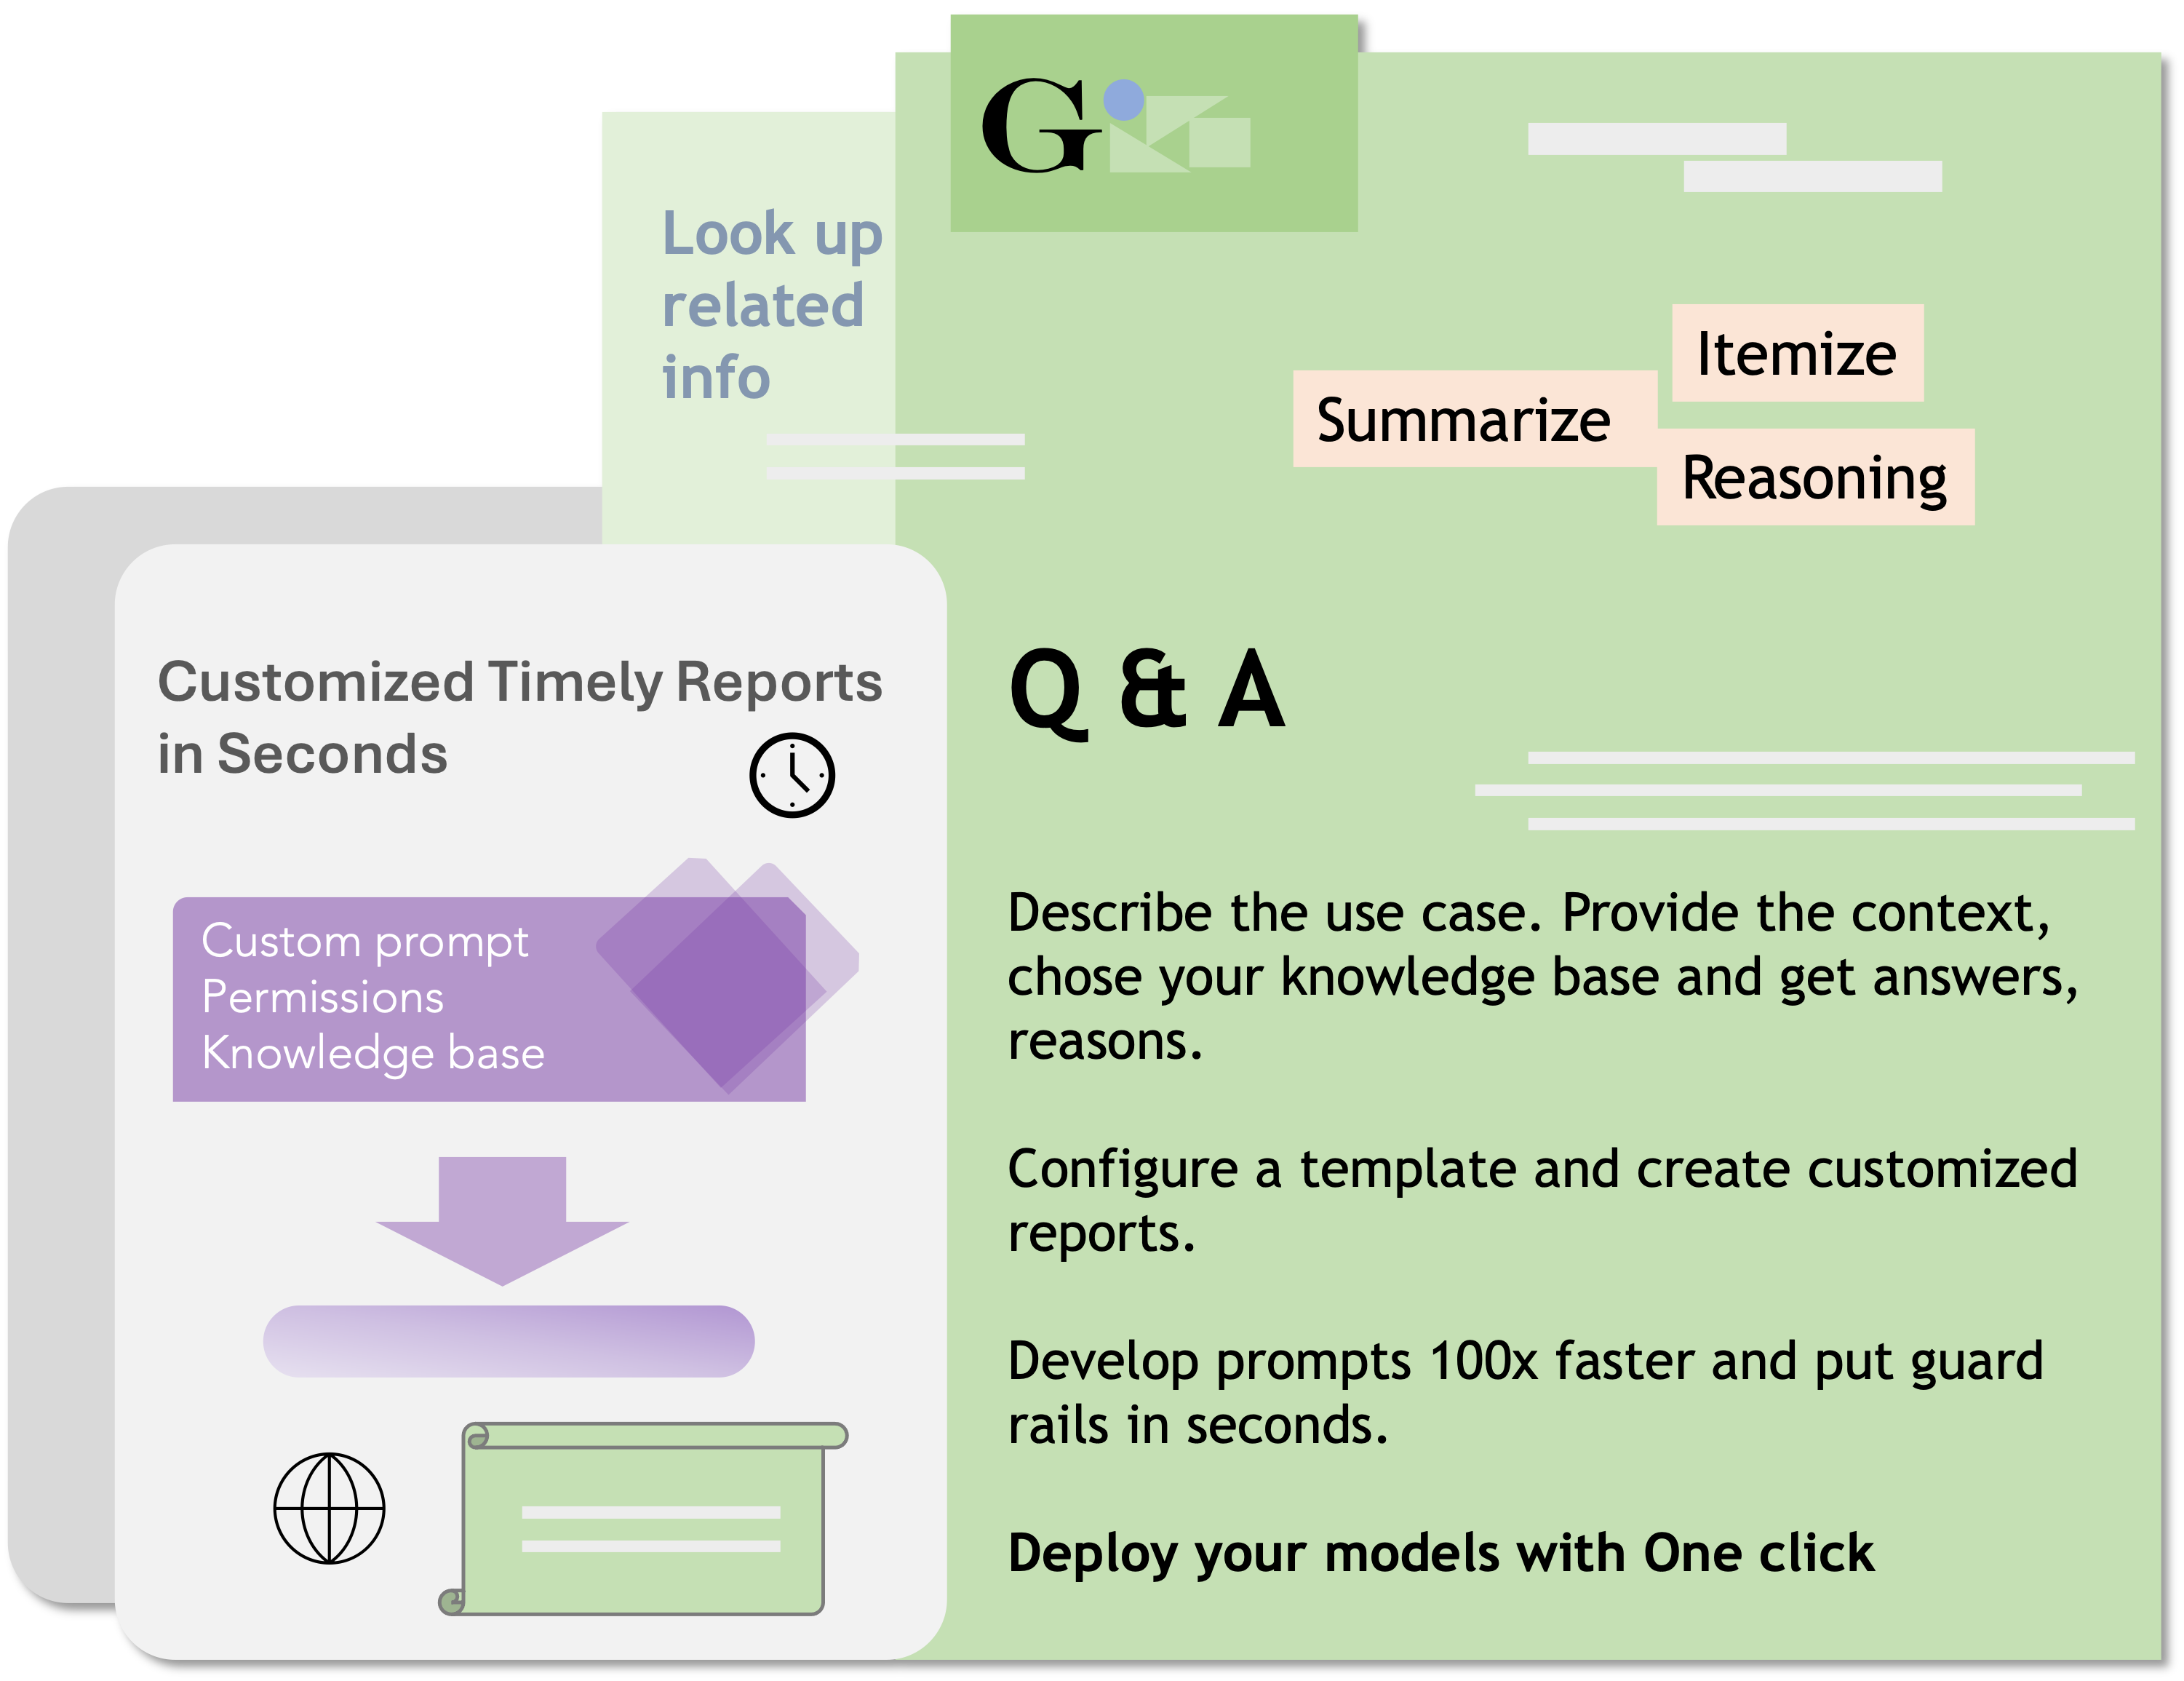 G
Look up
related
info
Itemize
Summarize
Reasoning
Customized Timely Reports
in Seconds
Custom prompt
Permissions
Knowledge base
Q & A
Describe the use case. Provide the context,
chose your knowledge base and get answers,
reasons.
Configure a template and create customized
reports.
Develop prompts 100x faster and put guard
rails in seconds.
Deploy your models with One click